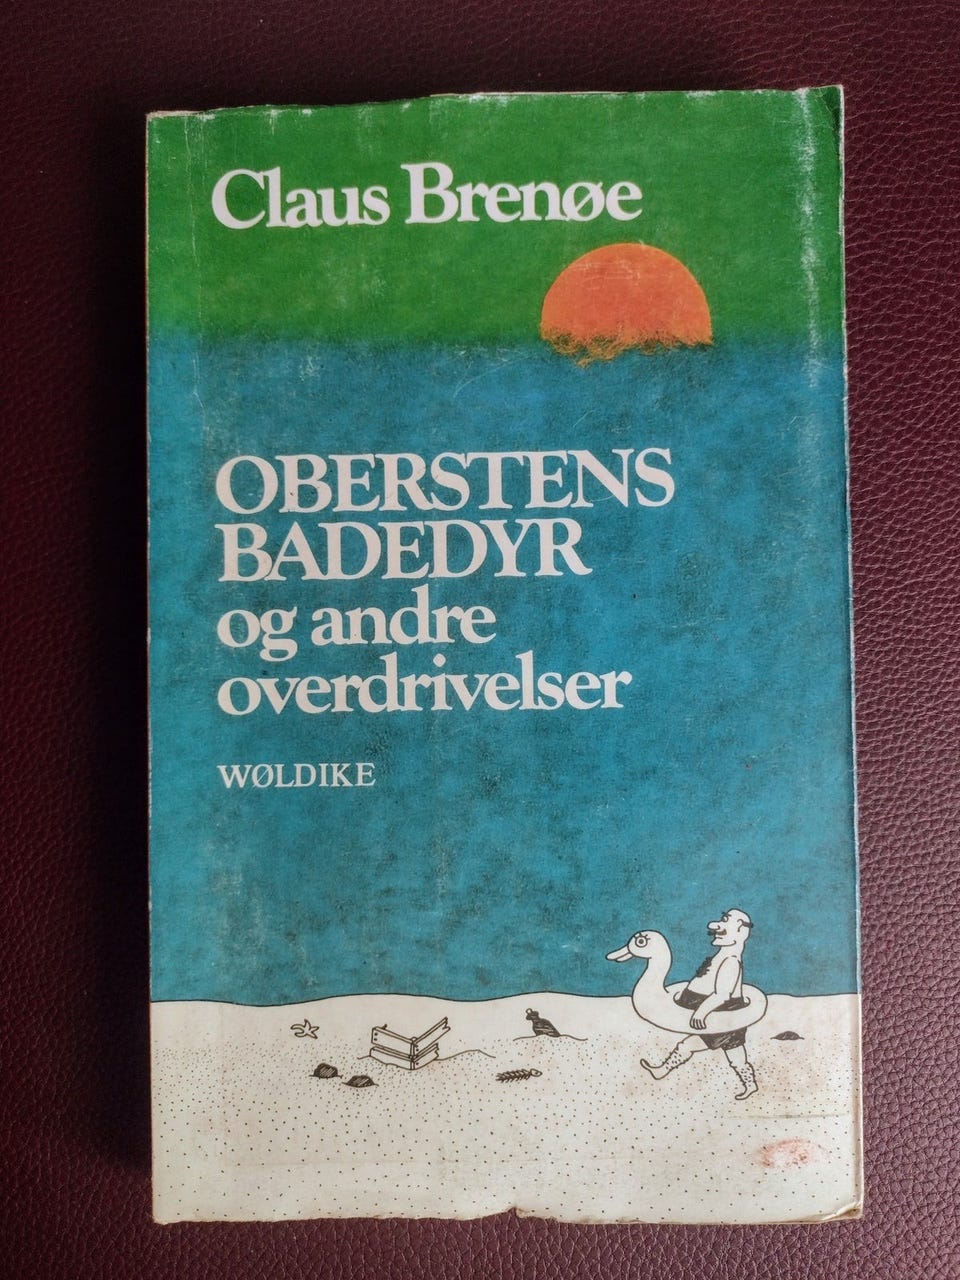 Claus Brenøe
OBERSTENS
BADEDYR
og andre
overdrivelser
WØLDIKE